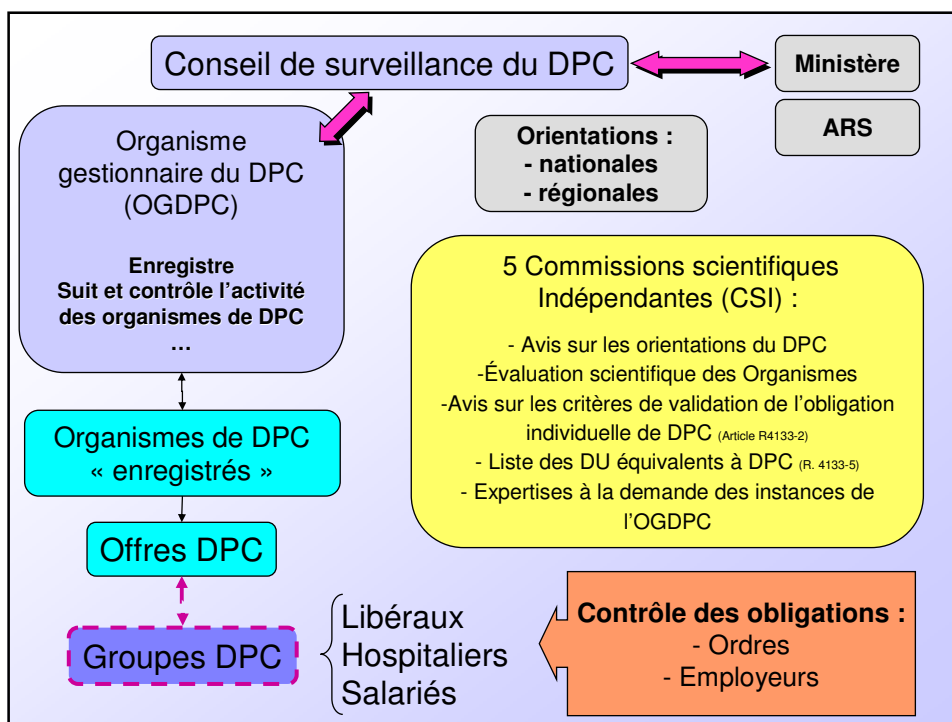 Conseil de surveillance du DPC
Ministère
ARS
Organisme
gestionnaire du DPC
(OGDPC)
Enregistre
Suit et contrôle l'activité
des organismes de DPC
…
Orientations :
- nationales
- régionales
5 Commissions scientifiques
Indépendantes (CSI) :
- Avis sur les orientations du DPC
-Évaluation scientifique des Organismes
-Avis sur les critères de validation de l'obligation
individuelle de DPC (Article R4133-2)
- Liste des DU équivalents à DPC (R. 4133-5)
- Expertises à la demande des instances de
l'OGDPC
Organismes de DPC
« enregistrés »
Offres DPC
Groupes DPC
Libéraux
Hospitaliers
Salariés
Contrôle des obligations :
- Ordres
- Employeurs